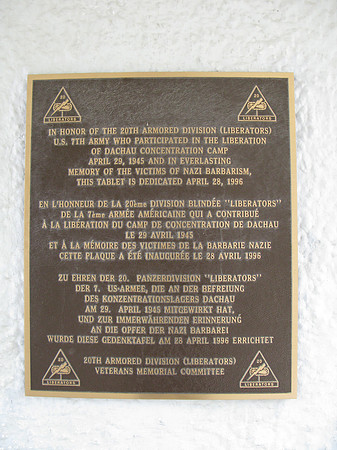 20
LIBERATORS
20
LIBERATORS
IN HONOR OF THE 20TH ARMORED DIVISION (LIBERATORS)
U.S. 7TH ARMY WHO PARTICIPATED IN THE LIBERATION
OF DACHAU CONCENTRATION CAMP
APRIL 29, 1945 AND IN EVERLASTING
MEMORY OF THE VICTIMS OF NAZI BARBARISM,
THIS TABLET IS DEDICATED APRIL 28, 1996
EN L'HONNEUR DE LA 20ème DIVISION BLINDÉE "LIBERATORS"
DE LA 7ème ARMÉE AMÉRICAINE QUI A CONTRIBUÉ
À LA LIBÉRATION DU CAMP DE CONCENTRATION DE DACHAU
LE 29 AVRIL 1945
ET À LA MÉMOIRE DES VICTIMES DE LA BARBARIE NAZIE
CETTE PLAQUE A ÉTÉ INAUGURÉE LE 28 AVRIL 1996
ZU EHREN DER 20. PANZERDIVISION "LIBERATORS"
DER 7. US-ARMEE, DIE AN DER BEFREIUNG
DES KONZENTRATIONSLAGERS DACHAU
AM 29. APRIL 1945 MITGEWIRKT HAT,
UND ZUR IMMERWÄHRENDEN ERINNERUNG
AN DIE OFFER DER NAZI BARBAREI
WURDE DIESE GEDENKTAFEL AM 28 APRIL 1996 ERRICHTET
20TH ARMORED DIVISION (LIBERATORS)
VETERANS MEMORIAL COMMITTEE
20
LIBERATORS
20
LIBERATORS